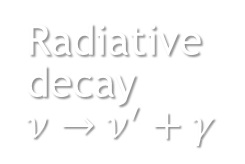 Radiative
decay
ν → ν′ + γ